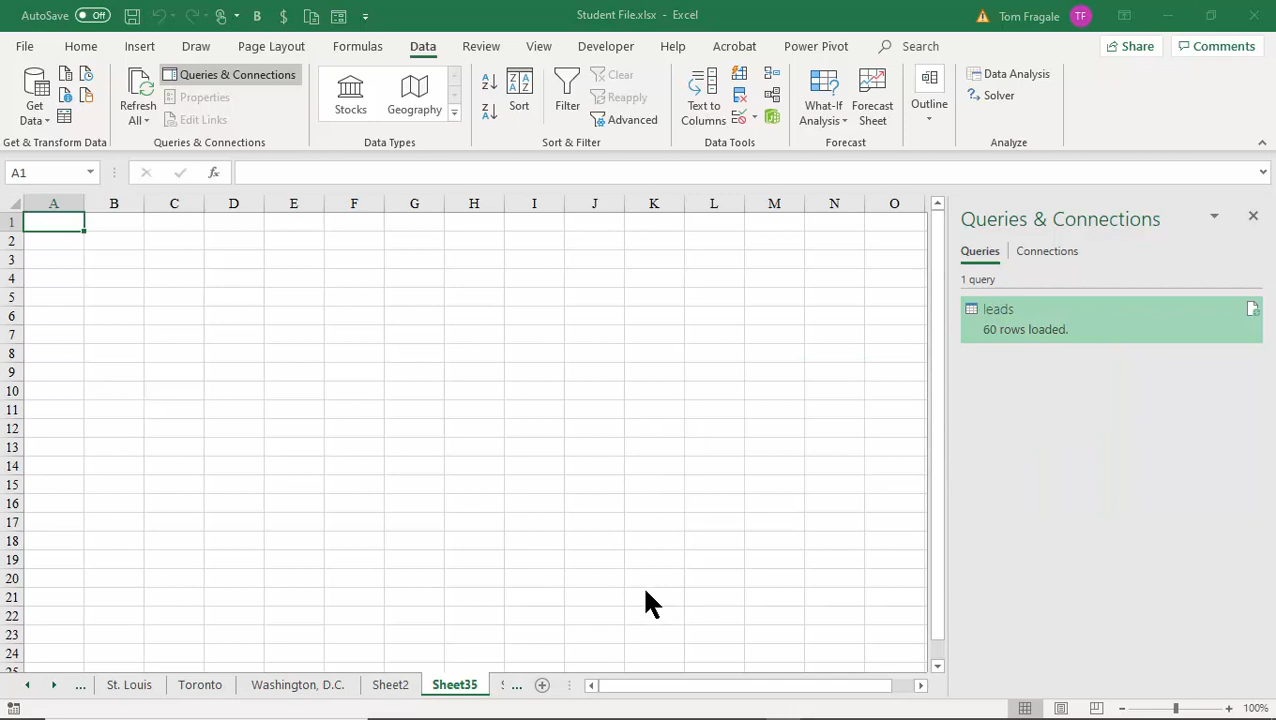 AutoSave Off B $ Student File.xlsx - Excel Tom Fragale TF
File Home Insert Draw Page Layout Formulas Data Review View Developer Help Acrobat Power Pivot Search Share Comments
Get Data Refresh All Queries & Connections Properties Edit Links Stocks Geography Sort Filter Clear Reapply Advanced Text to Columns What-If Analysis Forecast Sheet Outline Data Analysis Solver
Get & Transform Data Queries & Connections Data Types Sort & Filter Data Tools Forecast Analyze
A1 fx
A B C D E F G H I J K L M N O
1
2
3
4
5
6
7
8
9
10
11
12
13
14
15
16
17
18
19
20
21
22
23
24
25
Queries & Connections
Queries Connections
1 query
leads
60 rows loaded.
... St. Louis Toronto Washington, D.C. Sheet2 Sheet35 ...
100%